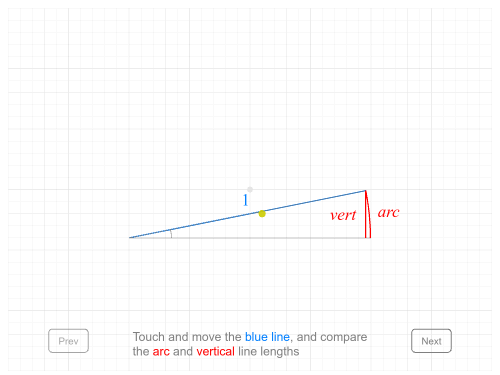 1
vert
arc
Prev
Touch and move the blue line, and compare
the arc and vertical line lengths
Next